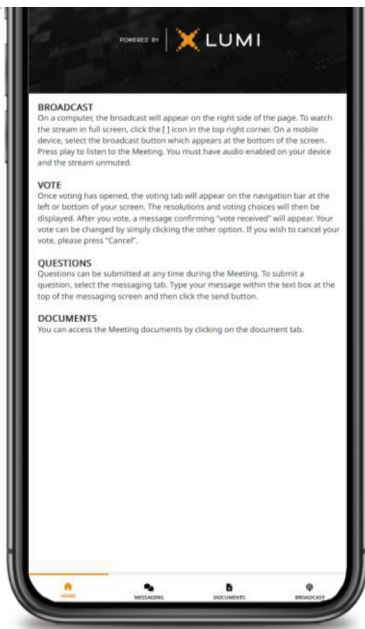 POWERED BY LUMI
BROADCAST
On a computer, the broadcast will appear on the right side of the page. To watch
the stream in full screen, click the [ ] icon in the top right corner. On a mobile
device, select the broadcast button which appears at the bottom of the screen.
Press play to listen to the Meeting. You must have audio enabled on your device
and the stream unmuted.
VOTE
Once voting has opened, the voting tab will appear on the navigation bar at the
left or bottom of your screen. The resolutions and voting choices will then be
displayed. After you vote, a message confirming "vote received" will appear. Your
vote can be changed by simply clicking the other option. If you wish to cancel your
vote, please press "Cancel".
QUESTIONS
Questions can be submitted at any time during the Meeting. To submit a
question, select the messaging tab. Type your message within the text box at the
top of the messaging screen and then click the send button.
DOCUMENTS
You can access the Meeting documents by clicking on the document tab.
HOME MESSAGING DOCUMENTS BROADCAST